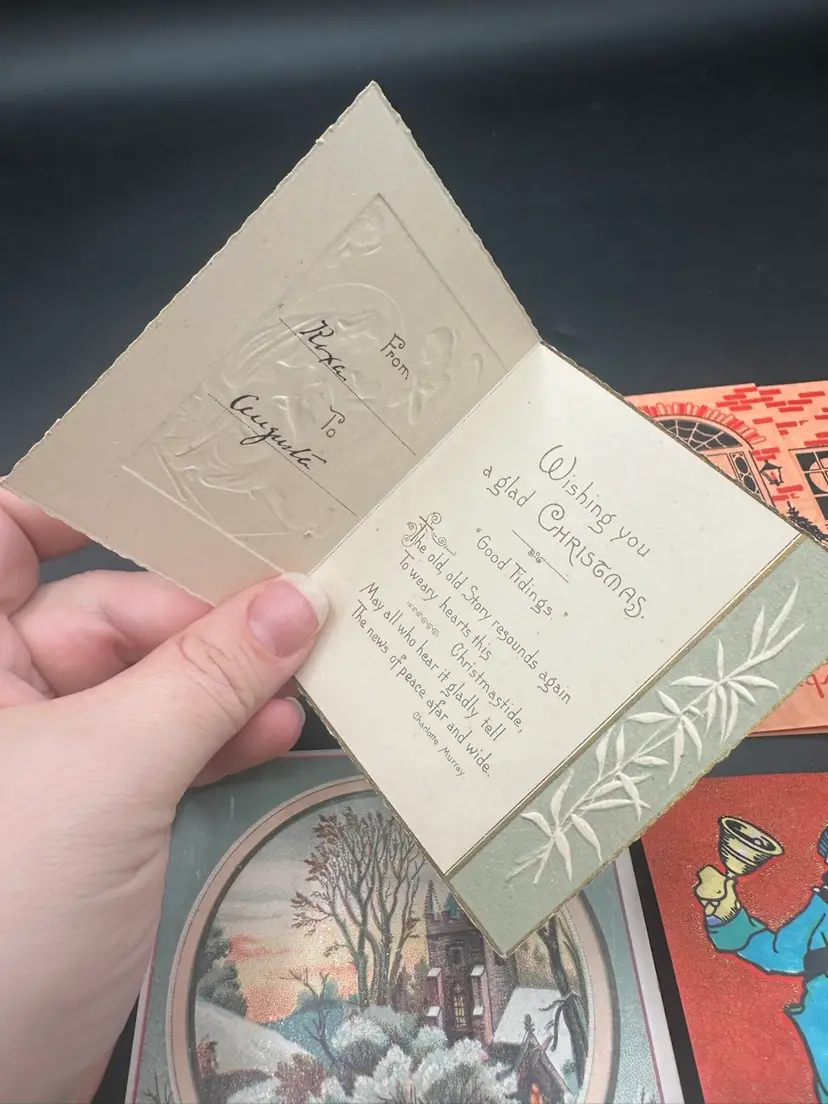 From
Roxa
To
Augusta
Wishing you
a glad CHRISTMAS.
"Good Tidings."
The old, old Story resounds again
To weary hearts this
Christmastide,
May all who hear it gladly tell
The news of peace afar and wide.
Charlotte Murray.